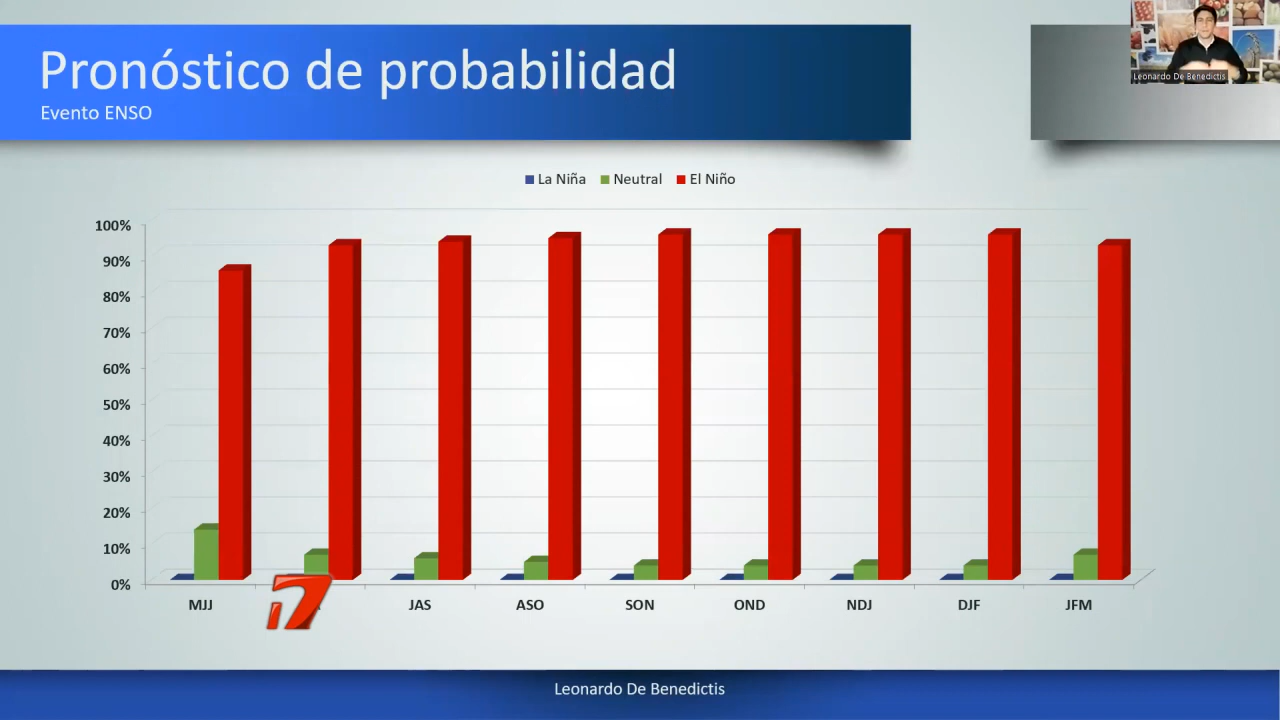 Pronóstico de probabilidad
Evento ENSO
Leonardo De Benedictis
La Niña Neutral El Niño
100%
90%
80%
70%
60%
50%
40%
30%
20%
10%
0%
MJJ JAS ASO SON OND NDJ DJF JFM
Leonardo De Benedictis